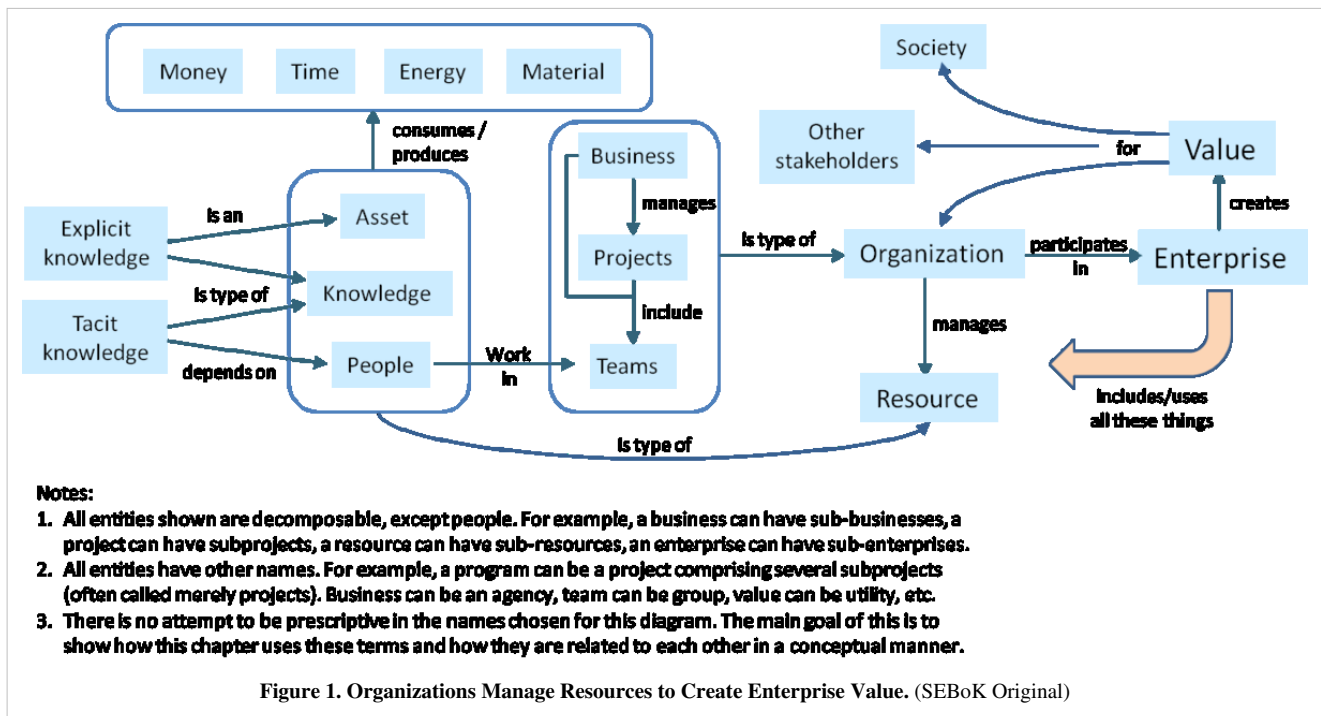 Money
Time
Energy
Material
Society
consumes /
produces
Other
stakeholders
for
Value
Business
manages
creates
Explicit
knowledge
is an
Asset
Projects
is type of
Organization
participates
in
Enterprise
is type of
Knowledge
include
manages
Tacit
knowledge
depends on
People
Work
in
Teams
Resource
includes/uses
all these things
is type of
Notes:
1. All entities shown are decomposable, except people. For example, a business can have sub-businesses, a
project can have subprojects, a resource can have sub-resources, an enterprise can have sub-enterprises.
2. All entities have other names. For example, a program can be a project comprising several subprojects
(often called merely projects). Business can be an agency, team can be group, value can be utility, etc.
3. There is no attempt to be prescriptive in the names chosen for this diagram. The main goal of this is to
show how this chapter uses these terms and how they are related to each other in a conceptual manner.
Figure 1. Organizations Manage Resources to Create Enterprise Value. (SEBoK Original)